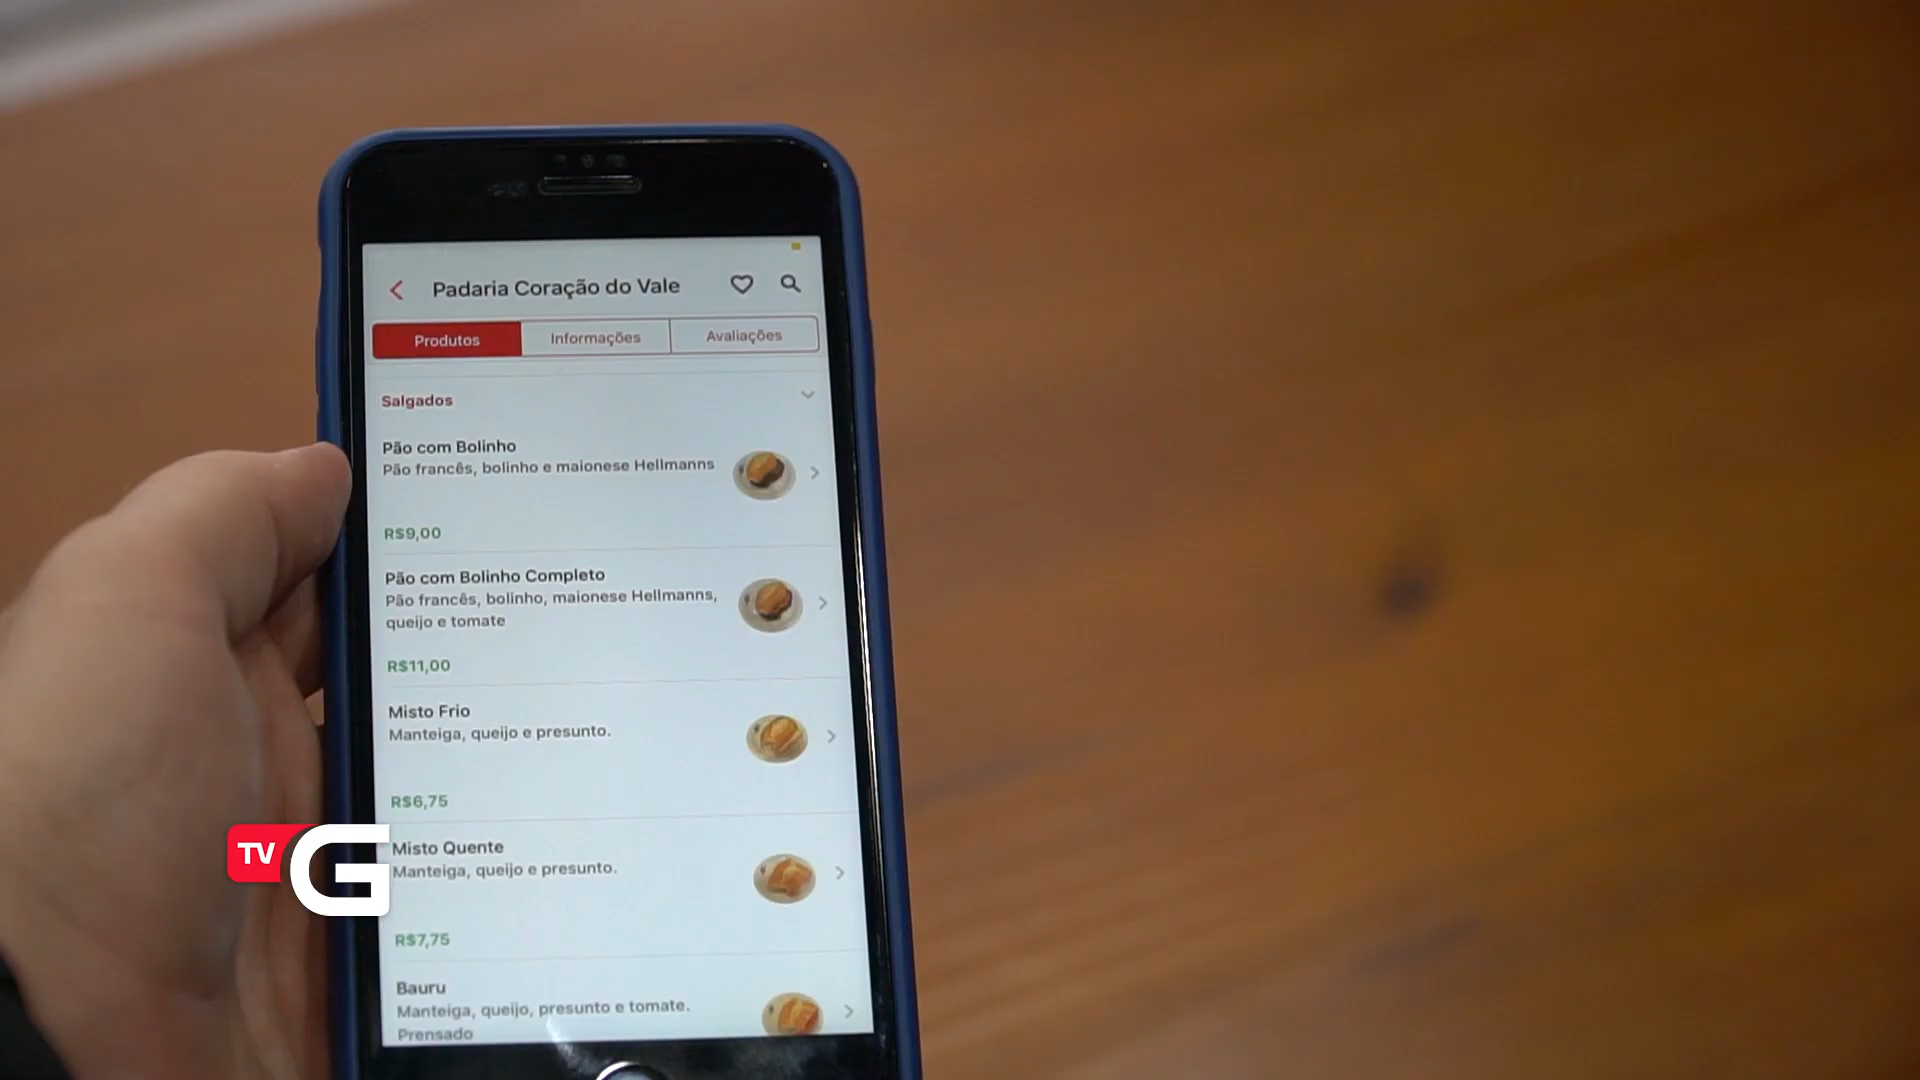 Padaria Coração do Vale
Produtos
Informações
Avaliações
Salgados
Pão com Bolinho
Pão francês, bolinho e maionese Hellmanns
R$9,00
Pão com Bolinho Completo
Pão francês, bolinho, maionese Hellmanns,
queijo e tomate
R$11,00
Misto Frio
Manteiga, queijo e presunto.
R$6,75
Misto Quente
Manteiga, queijo e presunto.
R$7,75
Bauru
Manteiga, queijo, presunto e tomate.
Prensado
TV G